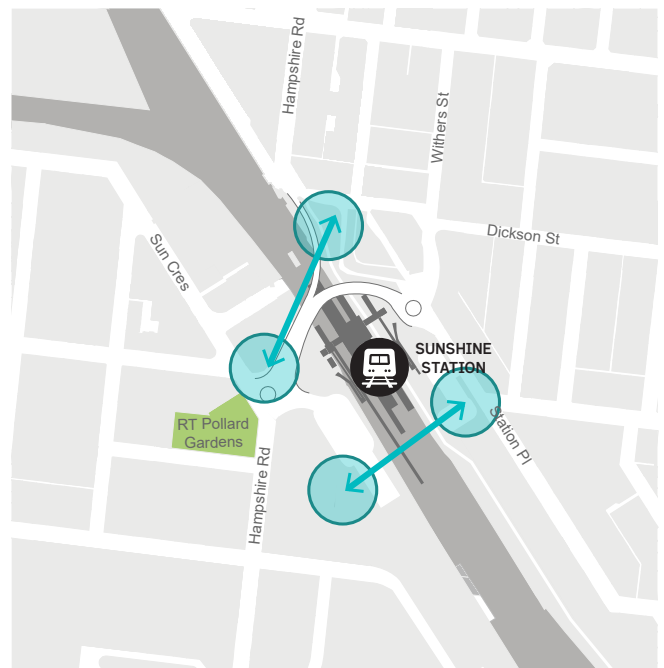 Hampshire Rd
Withers St
Dickson St
Sun Cres
SUNSHINE
STATION
RT Pollard
Gardens
Station Pl
Hampshire Rd